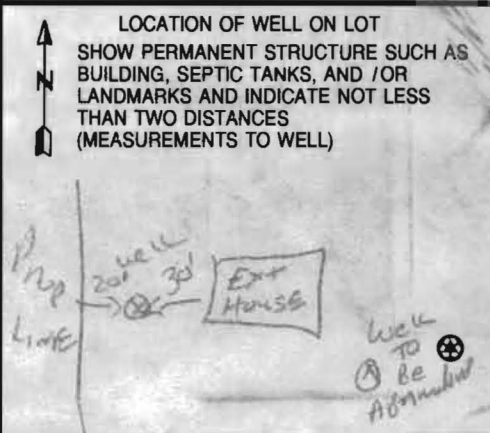 LOCATION OF WELL ON LOT
SHOW PERMANENT STRUCTURE SUCH AS
N
BUILDING, SEPTIC TANKS, AND / OR
LANDMARKS AND INDICATE NOT LESS
THAN TWO DISTANCES
(MEASUREMENTS TO WELL)
Prop
LINE
20'
well
30'
Ext
House
Well
To
Be